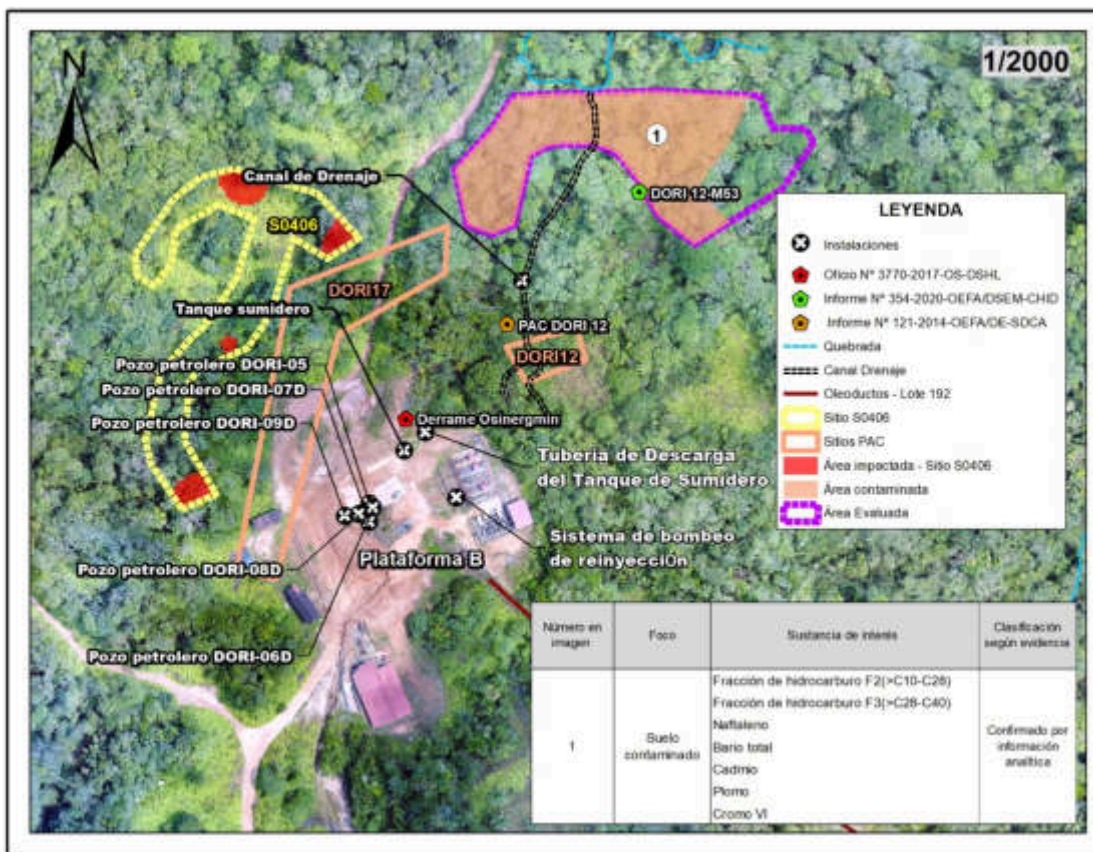 1/2000
N
1
Canal de Drenaje
DORI 12-M53
S0406
DORI17
Tanque sumidero
PAC DORI 12
DORI12
Pozo petrolero DORI-05
Pozo petrolero DORI-07D
Pozo petrolero DORI-09D
Derrame Osinergmin
Tuberia de Descarga
del Tanque de Sumidero
Sistema de bombeo
de reinyecciÓn
Plataforma B
Pozo petrolero DORI-08D
Pozo petrolero DORI-06D
LEYENDA
Instalaciones
Oficio Nº 3770-2017-OS-DSHL
Informe Nº 354-2020-OEFA/DSEM-CHID
Informe Nº 121-2014-OEFA/DE-SDCA
Quebrada
Canal Drenaje
Oleoductos - Lote 192
Sitio S0406
Sitios PAC
Área impactada - Sitio S0406
Área contaminada
Área Evaluada
Número en
imagen
Foco
Sustancia de interés
Clasificación
según evidencia
1
Suelo
contaminado
Fracción de hidrocarburo F2(>C10-C28)
Fracción de hidrocarburo F3(>C28-C40)
Naftaleno
Bario total
Cadmio
Plomo
Cromo VI
Confirmado por
información
analítica